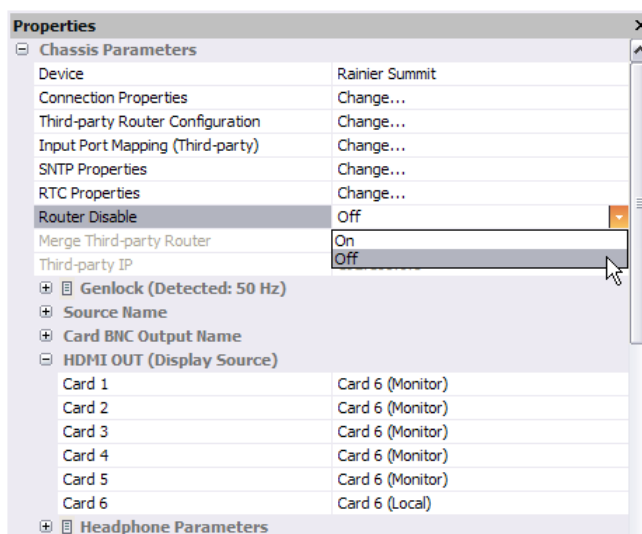 Properties
Chassis Parameters
Device Rainier Summit
Connection Properties Change...
Third-party Router Configuration Change...
Input Port Mapping (Third-party) Change...
SNTP Properties Change...
RTC Properties Change...
Router Disable Off
Merge Third-party Router On
Third-party IP Off
Genlock (Detected: 50 Hz)
Source Name
Card BNC Output Name
HDMI OUT (Display Source)
Card 1 Card 6 (Monitor)
Card 2 Card 6 (Monitor)
Card 3 Card 6 (Monitor)
Card 4 Card 6 (Monitor)
Card 5 Card 6 (Monitor)
Card 6 Card 6 (Local)
Headphone Parameters